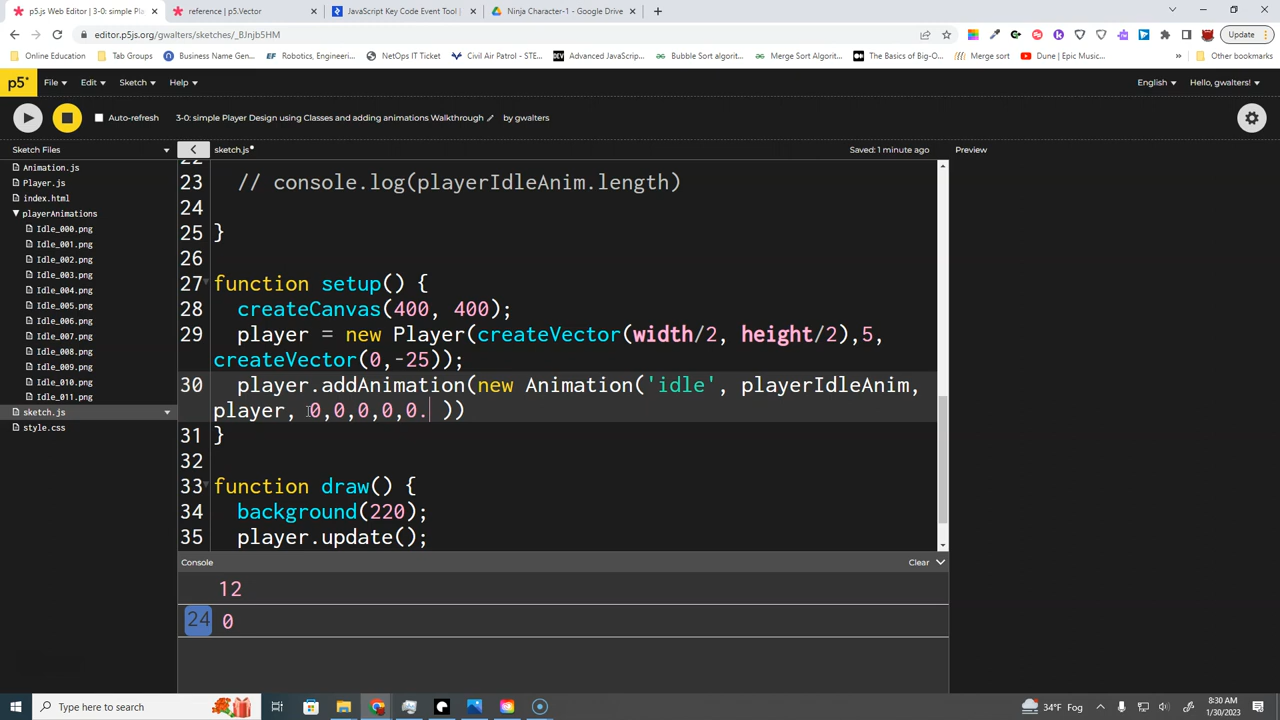 p5.js Web Editor | 3-0: simple Pla
reference | p5.Vector
JavaScript Key Code Event Tool |
Ninja Character-1 - Google Drive
editor.p5js.org/gwalters/sketches/_BJnjb5HM
Update
Online Education
Tab Groups
Business Name Gen...
Robotics, Engineeri...
NetOps IT Ticket
Civil Air Patrol - STE...
Advanced JavaScrip...
Bubble Sort algorit...
Merge Sort Algorith...
The Basics of Big-O...
Merge sort
Dune | Epic Music...
Other bookmarks
p5*
File
Edit
Sketch
Help
English
Hello, gwalters!
Auto-refresh
3-0: simple Player Design using Classes and adding animations Walkthrough
by gwalters
Sketch Files
sketch.js
Saved: 1 minute ago
Preview
Animation.js
Player.js
index.html
playerAnimations
Idle_000.png
Idle_001.png
Idle_002.png
Idle_003.png
Idle_004.png
Idle_005.png
Idle_006.png
Idle_007.png
Idle_008.png
Idle_009.png
Idle_010.png
Idle_011.png
sketch.js
style.css
22
23 // console.log(playerIdleAnim.length)
24
25 }
26
27 function setup() {
28 createCanvas(400, 400);
29 player = new Player(createVector(width/2, height/2),5,
createVector(0,-25));
30 player.addAnimation(new Animation('idle', playerIdleAnim,
player, 0,0,0,0,0. ))
31 }
32
33 function draw() {
34 background(220);
35 player.update();
Console
Clear
12
24 0
Type here to search
34°F
8:30 AM
1/30/2023